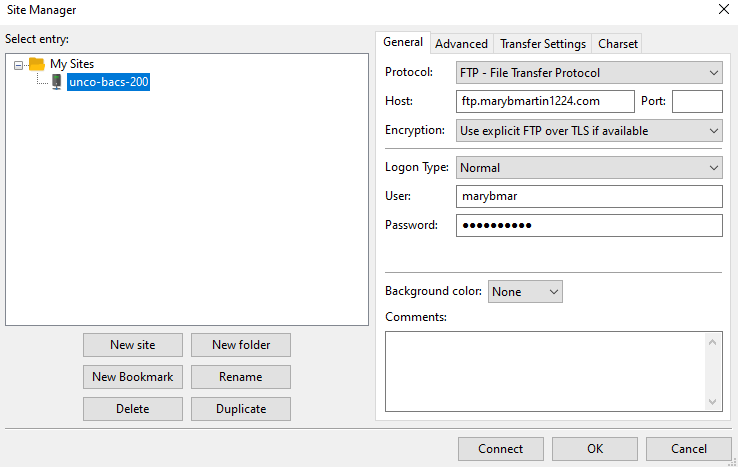 Site Manager
Select entry:
My Sites
unco-bacs-200
New site
New folder
New Bookmark
Rename
Delete
Duplicate
General
Advanced
Transfer Settings
Charset
Protocol:
FTP - File Transfer Protocol
Host:
ftp.marybmartin1224.com
Port:
Encryption:
Use explicit FTP over TLS if available
Logon Type:
Normal
User:
marybmar
Password:
●●●●●●●●●●
Background color:
None
Comments:
Connect
OK
Cancel